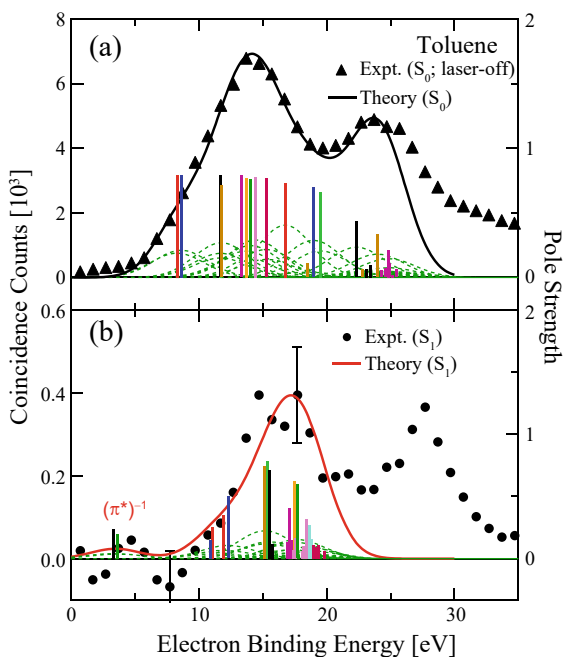 (a)
Toluene
Expt. (S₀; laser-off)
Theory (S₀)
8
6
4
2
0
2
1
0
Coincidence Counts [10³]
Pole Strength
(b)
Expt. (S₁)
Theory (S₁)
(π*)⁻¹
0.6
0.4
0.2
0.0
2
1
0
0
10
20
30
Electron Binding Energy [eV]